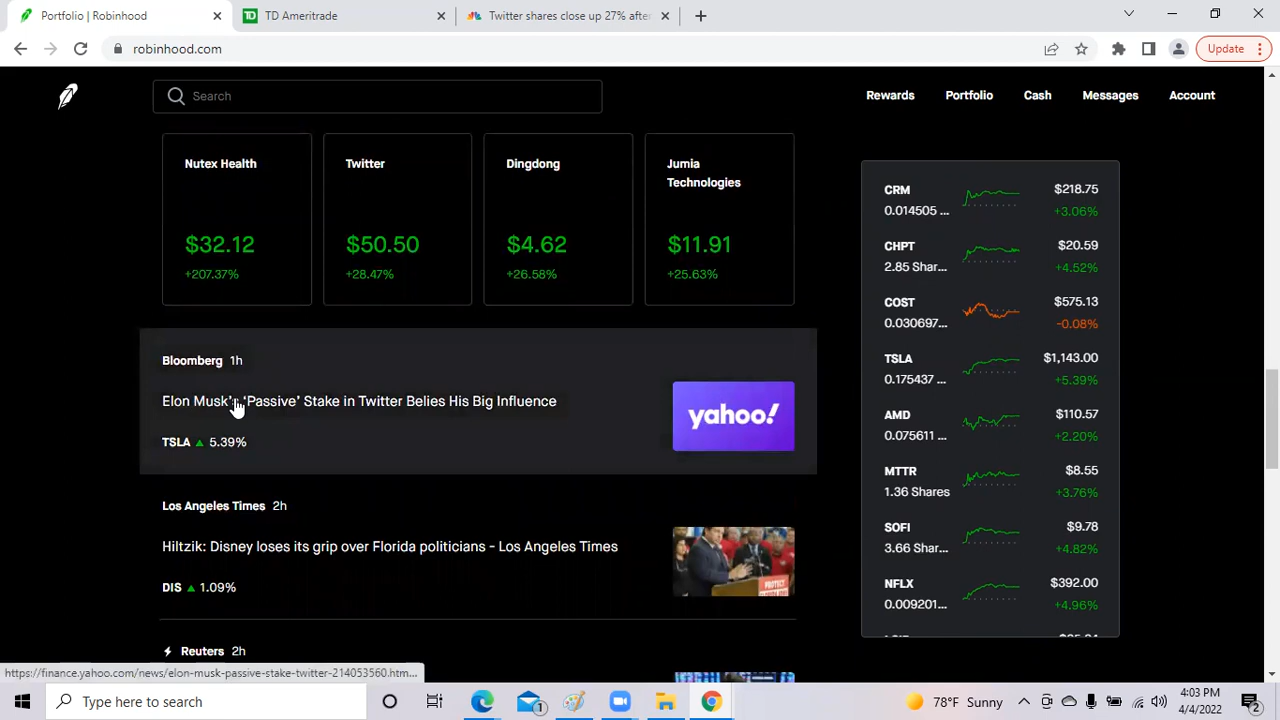 Portfolio | Robinhood
TD Ameritrade
Twitter shares close up 27% after
robinhood.com
Update
Search
Rewards
Portfolio
Cash
Messages
Account
Nutex Health
$32.12
+207.37%
Twitter
$50.50
+28.47%
Dingdong
$4.62
+26.58%
Jumia
Technologies
$11.91
+25.63%
Bloomberg 1h
Elon Musk's 'Passive' Stake in Twitter Belies His Big Influence
TSLA 5.39%
yahoo!
Los Angeles Times 2h
Hiltzik: Disney loses its grip over Florida politicians - Los Angeles Times
DIS 1.09%
PROTECT
Reuters 2h
CRM $218.75
0.014505 ... +3.06%
CHPT $20.59
2.85 Shar... +4.52%
COST $575.13
0.030697... -0.08%
TSLA $1,143.00
0.175437 ... +5.39%
AMD $110.57
0.075611 ... +2.20%
MTTR $8.55
1.36 Shares +3.76%
SOFI $9.78
3.66 Shar... +4.82%
NFLX $392.00
0.009201... +4.96%
https://finance.yahoo.com/news/elon-musk-passive-stake-twitter-214053560.htm...
Type here to search
1
78°F Sunny
4:03 PM
4/4/2022
2